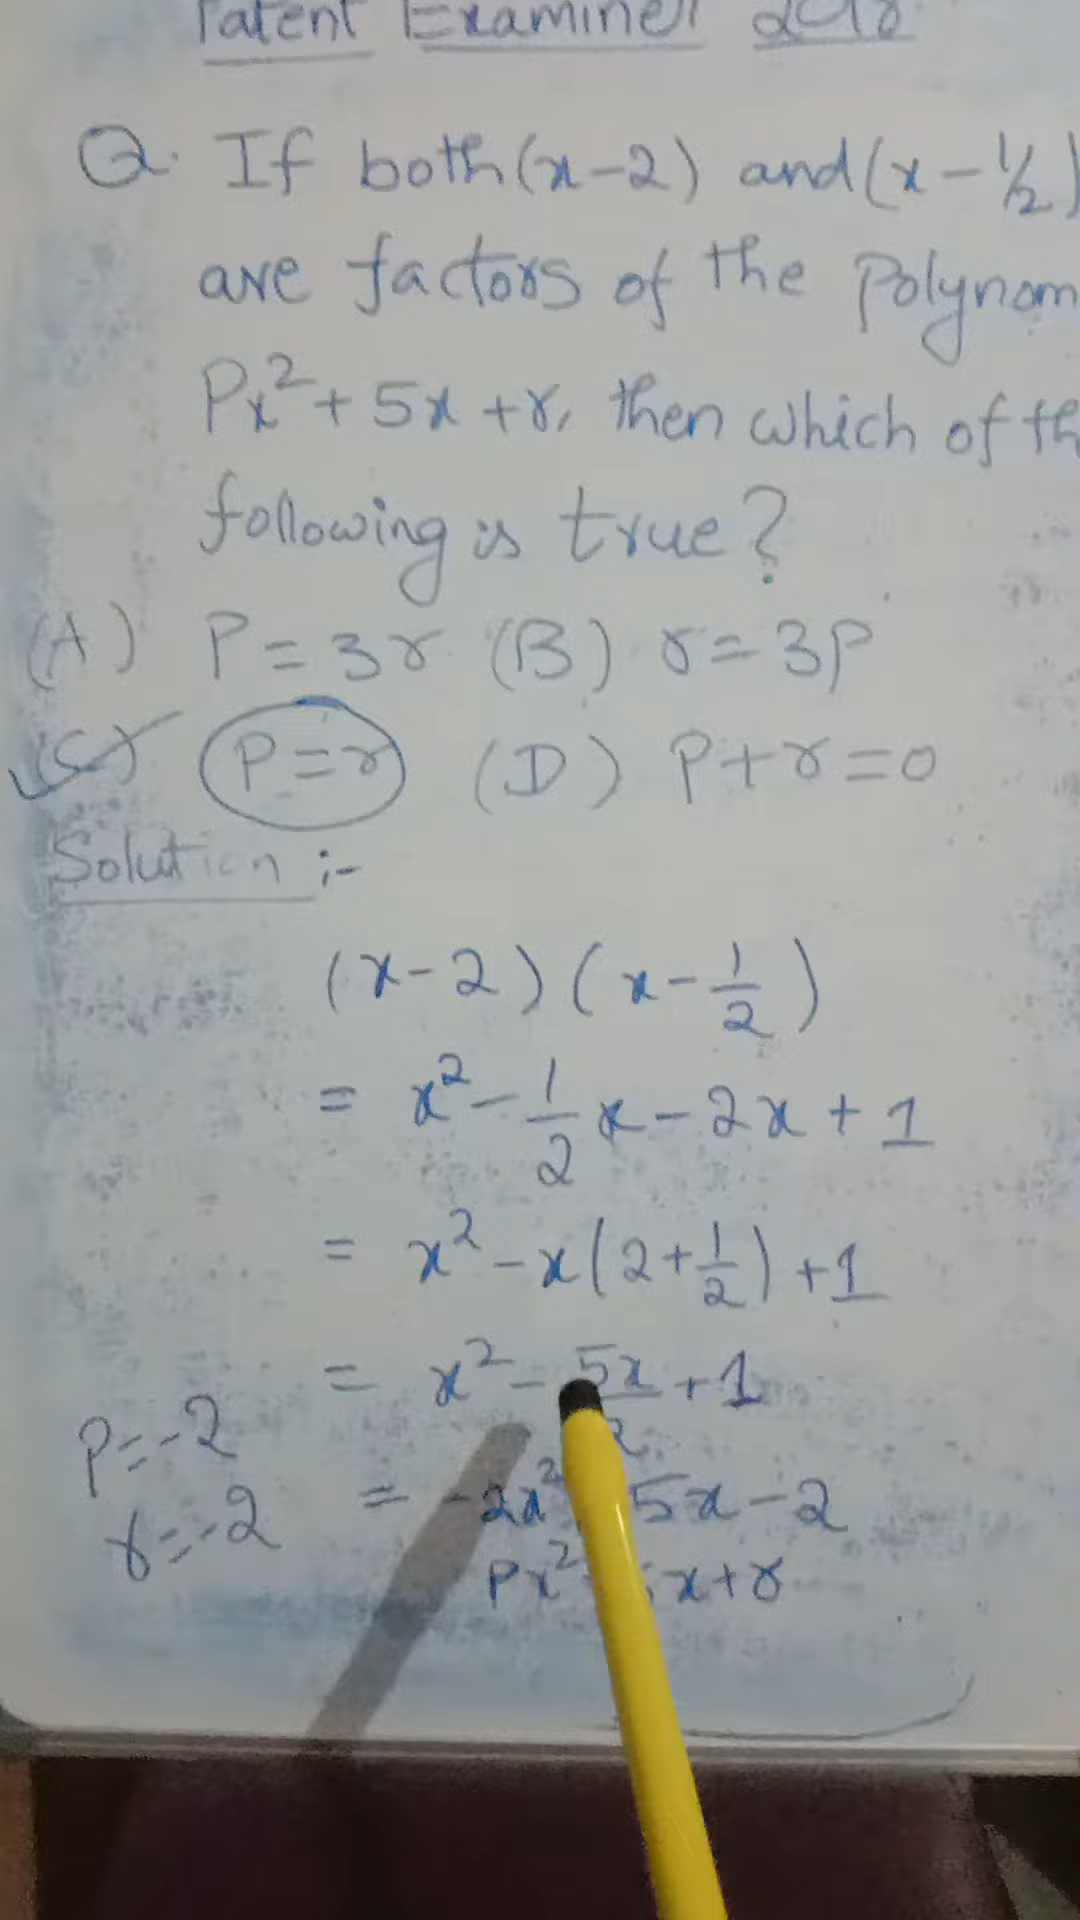 Patent Examiner
Q. If both (x-2) and (x-1/2)
are factors of the Polynom
Px²+5x+r, then which of th
following is true?
(A) P=3r (B) r=3p
(C) P=r (D) P+r=0
Solution :-
(x-2)(x-1/2)
= x²-1/2x-2x+1
= x²-x(2+1/2)+1
= x²-5x/2+1
P=-2
r=-2
= -2x² 5x-2
Px² x+r